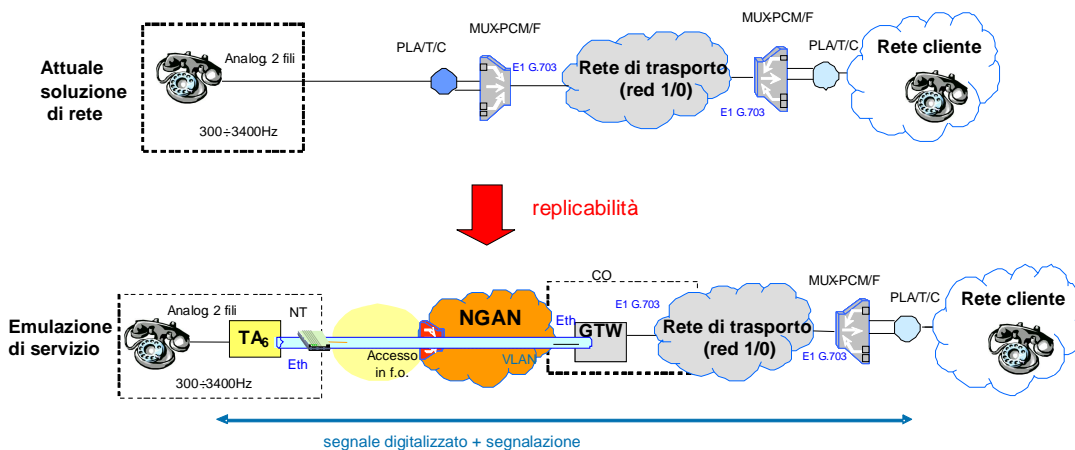 Attuale
soluzione
di rete
Analog. 2 fili
300÷3400Hz
PLA/T/C
MUX-PCM/F
E1 G.703
Rete di trasporto
(red 1/0)
MUX-PCM/F
E1 G.703
PLA/T/C
Rete cliente
replicabilità
Emulazione
di servizio
Analog. 2 fili
300÷3400Hz
TA6
NT
Eth
Accesso
in f.o.
NGAN
VLAN
Eth
CO
GTW
E1 G.703
Rete di trasporto
(red 1/0)
MUX-PCM/F
E1 G.703
PLA/T/C
Rete cliente
segnale digitalizzato + segnalazione